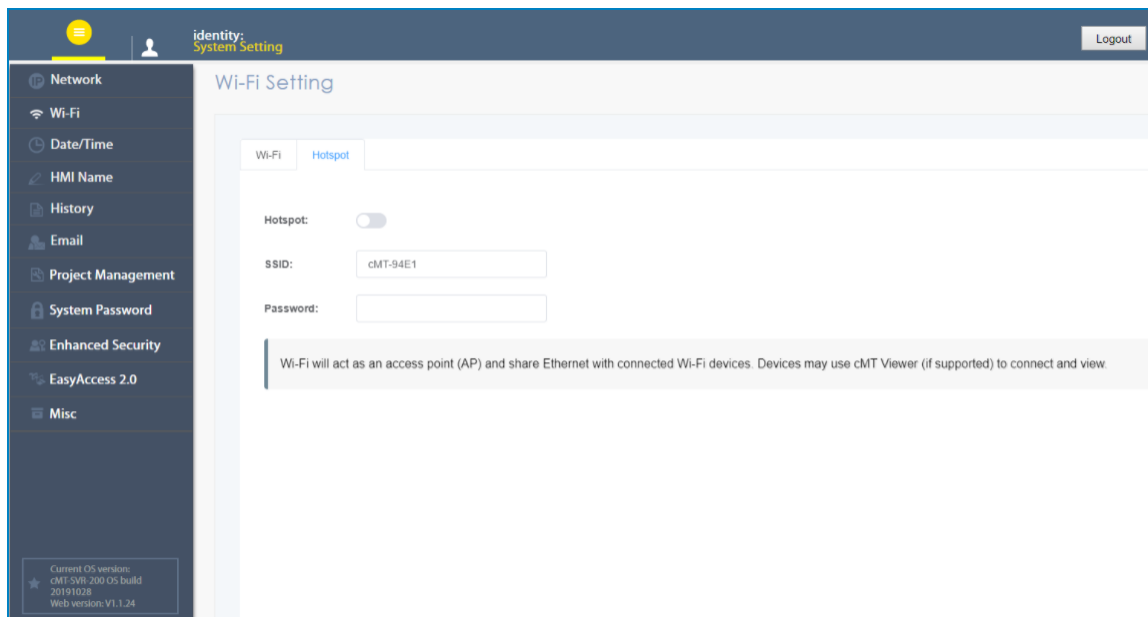 identity:
System Setting
Logout
Network
Wi-Fi
Date/Time
HMI Name
History
Email
Project Management
System Password
Enhanced Security
EasyAccess 2.0
Misc
Current OS version:
cMT-SVR-200 OS build
20191028
Web version: V1.1.24
Wi-Fi Setting
Wi-Fi Hotspot
Hotspot:
SSID: cMT-94E1
Password:
Wi-Fi will act as an access point (AP) and share Ethernet with connected Wi-Fi devices. Devices may use cMT Viewer (if supported) to connect and view.